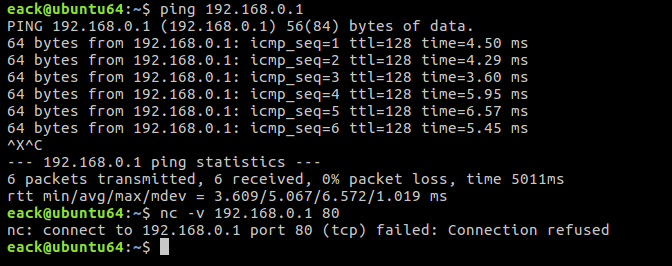 eack@ubuntu64:~$ ping 192.168.0.1
PING 192.168.0.1 (192.168.0.1) 56(84) bytes of data.
64 bytes from 192.168.0.1: icmp_seq=1 ttl=128 time=4.50 ms
64 bytes from 192.168.0.1: icmp_seq=2 ttl=128 time=4.29 ms
64 bytes from 192.168.0.1: icmp_seq=3 ttl=128 time=3.60 ms
64 bytes from 192.168.0.1: icmp_seq=4 ttl=128 time=5.95 ms
64 bytes from 192.168.0.1: icmp_seq=5 ttl=128 time=6.57 ms
64 bytes from 192.168.0.1: icmp_seq=6 ttl=128 time=5.45 ms
^X^C
--- 192.168.0.1 ping statistics ---
6 packets transmitted, 6 received, 0% packet loss, time 5011ms
rtt min/avg/max/mdev = 3.609/5.067/6.572/1.019 ms
eack@ubuntu64:~$ nc -v 192.168.0.1 80
nc: connect to 192.168.0.1 port 80 (tcp) failed: Connection refused
eack@ubuntu64:~$